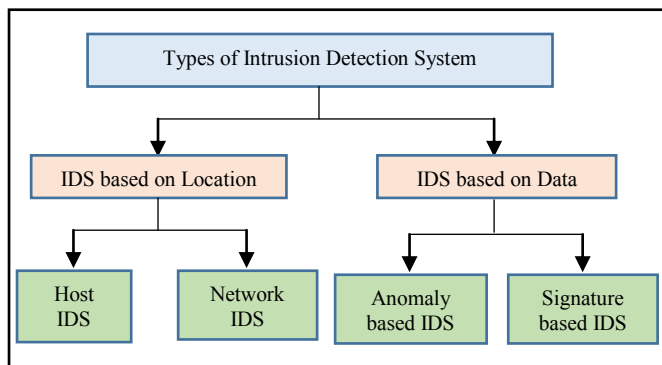 Types of Intrusion Detection System
IDS based on Location
IDS based on Data
Host
IDS
Network
IDS
Anomaly
based IDS
Signature
based IDS